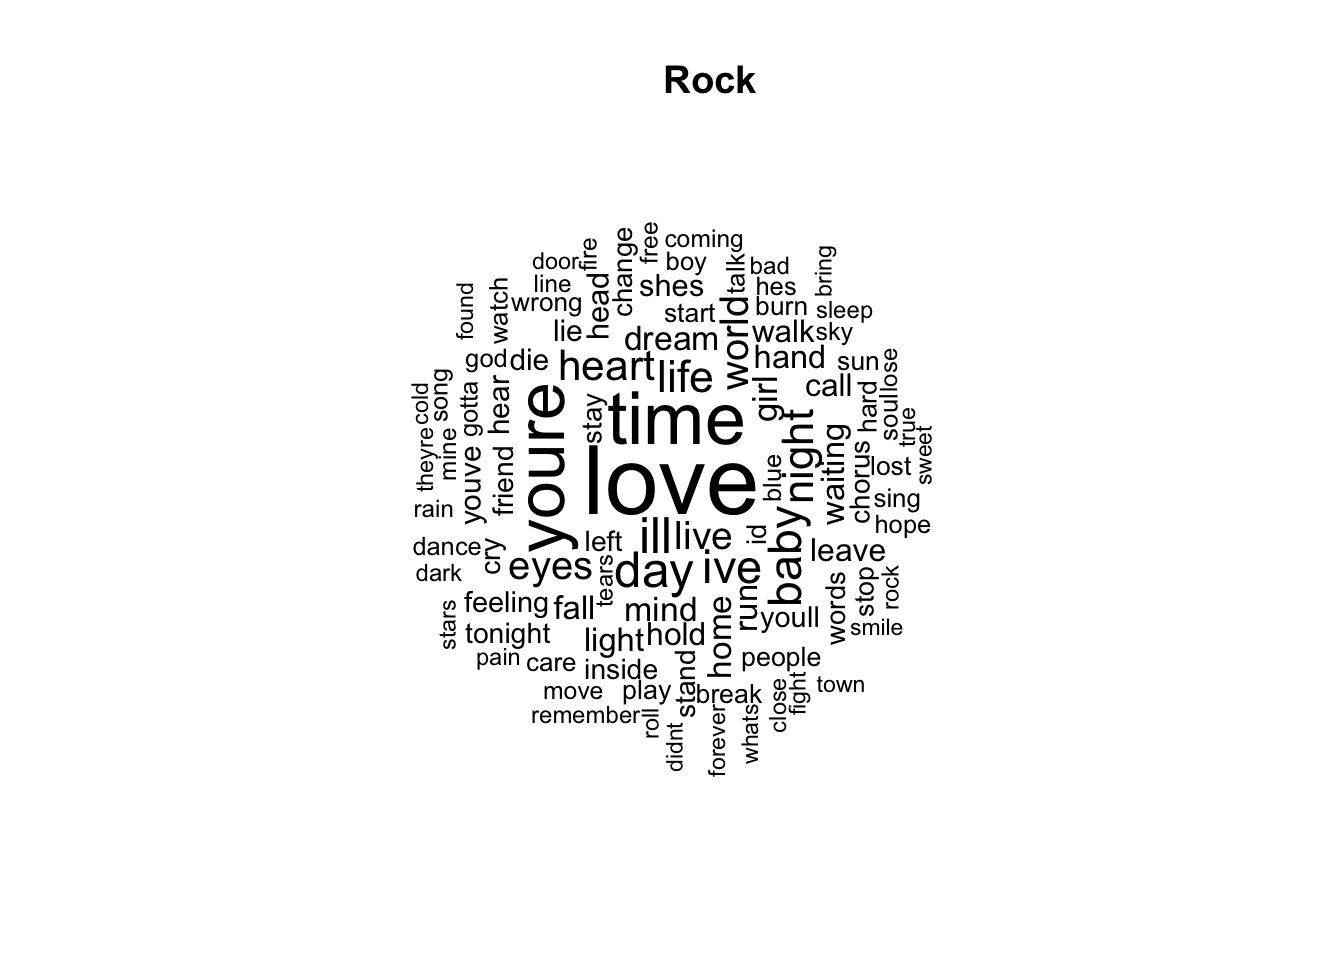 Rock
coming
free
change
fire
door
boy
talk
bad
bring
line
shes
hes
head
found
watch
wrong
start
world
burn
sleep
lie
dream
walk
sky
god
die
heart
life
hand
sun
cold
song
gotta
hear
youre
stay
time
girl
call
hard
soul
lose
true
theyre
mine
youve
friend
love
blue
night
waiting
chorus
lost
sweet
rain
sing
hope
dance
cry
left
ill
live
id
baby
leave
dark
eyes
tears
day
ive
run
words
stop
rock
stars
feeling
fall
mind
home
youll
smile
tonight
light
hold
pain
care
inside
stand
people
move
play
break
close
fight
town
remember
roll
didnt
forever
whats